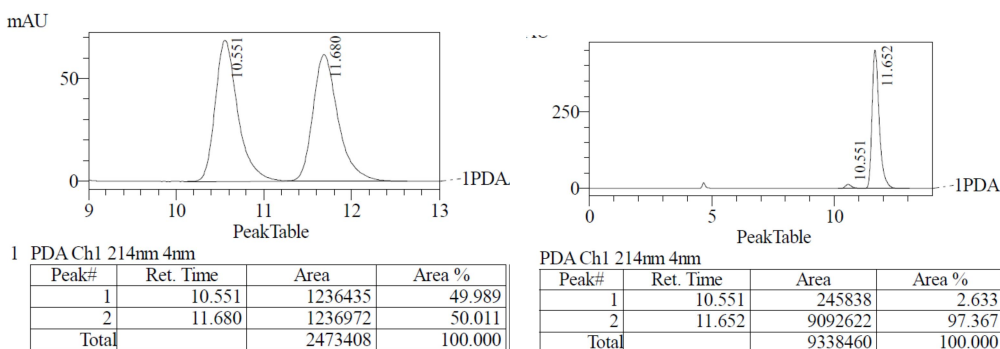 mAU
50
0
10.551
11.680
1PDA
9 10 11 12 13
PeakTable
1 PDA Ch1 214nm 4nm
Peak# Ret. Time Area Area %
1 10.551 1236435 49.989
2 11.680 1236972 50.011
Total 2473408 100.000
250
0
10.551
11.652
1PDA
0 5 10
PeakTable
PDA Ch1 214nm 4nm
Peak# Ret. Time Area Area %
1 10.551 245838 2.633
2 11.652 9092622 97.367
Total 9338460 100.000